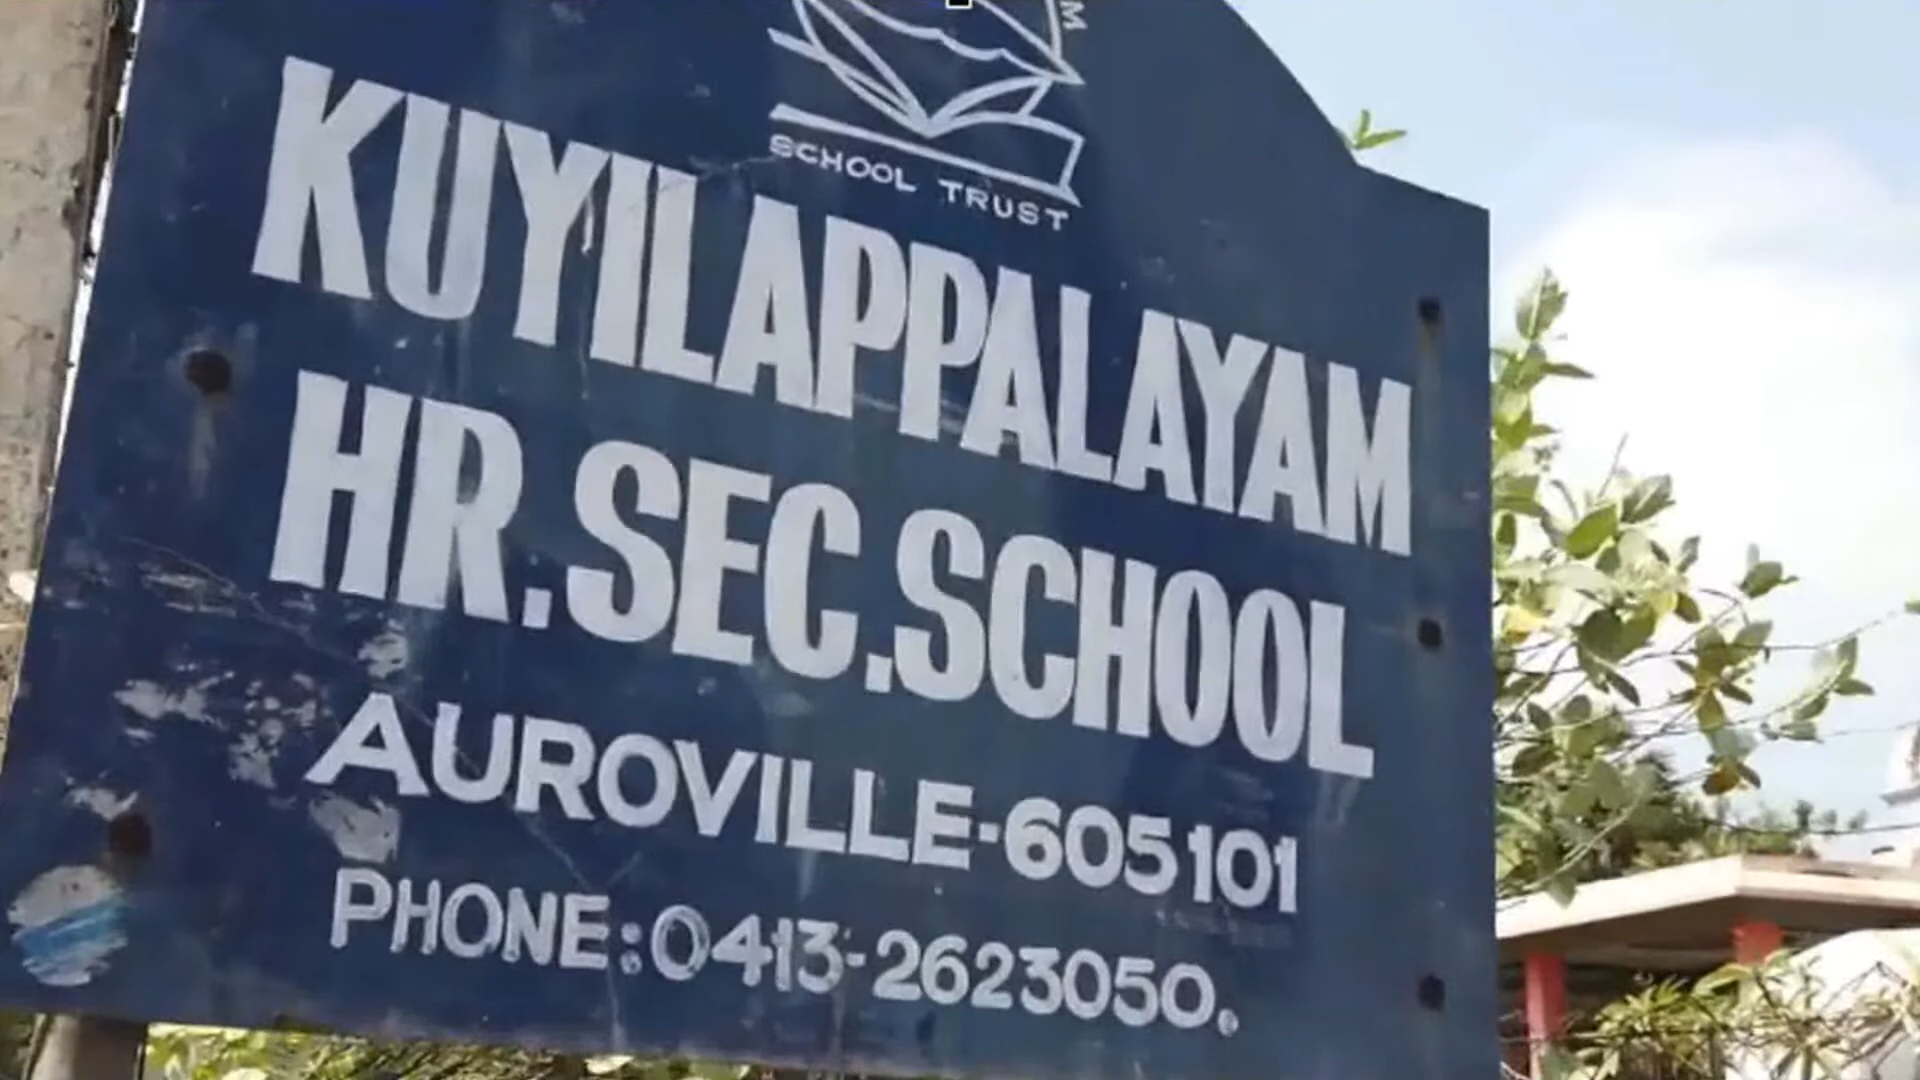 SCHOOL TRUST
KUYILAPPALAYAM
HR.SEC.SCHOOL
AUROVILLE-605101
PHONE:0413-2623050.